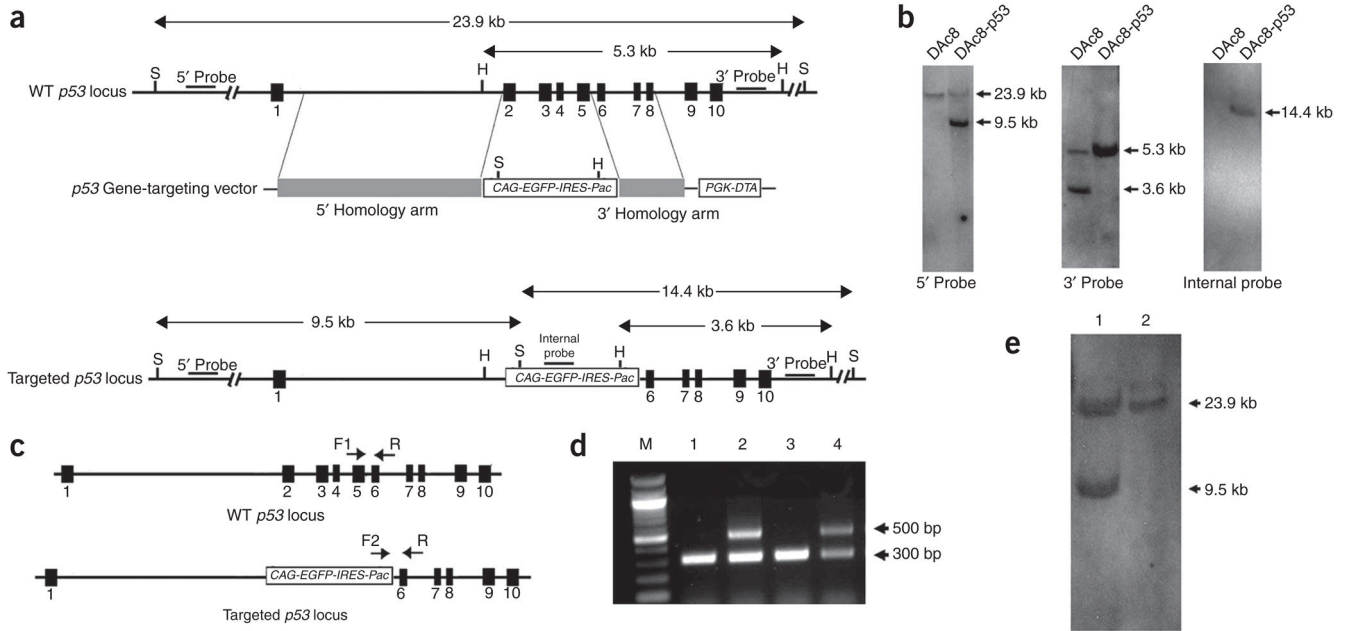 a
23.9 kb
5.3 kb
S 5′ Probe H 3′ Probe H S
WT p53 locus
1 2 3 4 5 6 7 8 9 10
S H
p53 Gene-targeting vector CAG-EGFP-IRES-Pac PGK-DTA
5′ Homology arm 3′ Homology arm
14.4 kb
9.5 kb 3.6 kb
Internal
probe
S 5′ Probe H S H 3′ Probe H S
Targeted p53 locus CAG-EGFP-IRES-Pac
1 6 7 8 9 10
b
DAc8 DAc8-p53
23.9 kb
9.5 kb
5′ Probe
DAc8 DAc8-p53
5.3 kb
3.6 kb
3′ Probe
DAc8 DAc8-p53
14.4 kb
Internal probe
c
F1 R
1 2 3 4 5 6 7 8 9 10
WT p53 locus
F2 R
CAG-EGFP-IRES-Pac
1 6 7 8 9 10
Targeted p53 locus
d
M 1 2 3 4
500 bp
300 bp
e
1 2
23.9 kb
9.5 kb